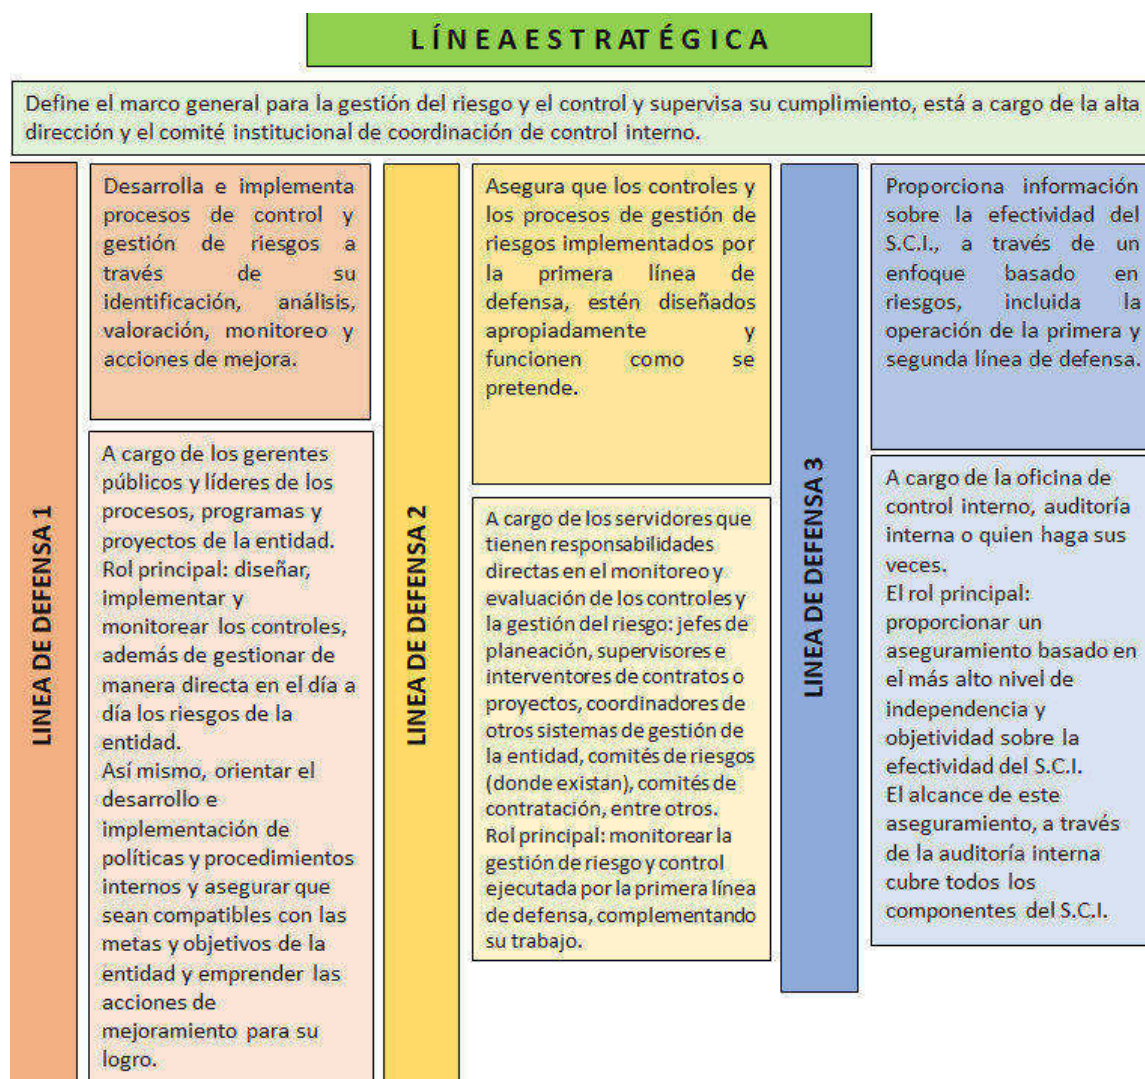 LÍNEA ESTRATÉGICA
Define el marco general para la gestión del riesgo y el control y supervisa su cumplimiento, está a cargo de la alta
dirección y el comité institucional de coordinación de control interno.
LINEA DE DEFENSA 1
Desarrolla e implementa
procesos de control y
gestión de riesgos a
través de su
identificación, análisis,
valoración, monitoreo y
acciones de mejora.
A cargo de los gerentes
públicos y líderes de los
procesos, programas y
proyectos de la entidad.
Rol principal: diseñar,
implementar y
monitorear los controles,
además de gestionar de
manera directa en el día a
día los riesgos de la
entidad.
Así mismo, orientar el
desarrollo e
implementación de
políticas y procedimientos
internos y asegurar que
sean compatibles con las
metas y objetivos de la
entidad y emprender las
acciones de
mejoramiento para su
logro.
LINEA DE DEFENSA 2
Asegura que los controles y
los procesos de gestión de
riesgos implementados por
la primera línea de
defensa, estén diseñados
apropiadamente y
funcionen como se
pretende.
A cargo de los servidores que
tienen responsabilidades
directas en el monitoreo y
evaluación de los controles y
la gestión del riesgo: jefes de
planeación, supervisores e
interventores de contratos o
proyectos, coordinadores de
otros sistemas de gestión de
la entidad, comités de riesgos
(donde existan), comités de
contratación, entre otros.
Rol principal: monitorear la
gestión de riesgo y control
ejecutada por la primera línea
de defensa, complementando
su trabajo.
LINEA DE DEFENSA 3
Proporciona información
sobre la efectividad del
S.C.I., a través de un
enfoque basado en
riesgos, incluida la
operación de la primera y
segunda línea de defensa.
A cargo de la oficina de
control interno, auditoría
interna o quien haga sus
veces.
El rol principal:
proporcionar un
aseguramiento basado en
el más alto nivel de
independencia y
objetividad sobre la
efectividad del S.C.I.
El alcance de este
aseguramiento, a través
de la auditoría interna
cubre todos los
componentes del S.C.I.